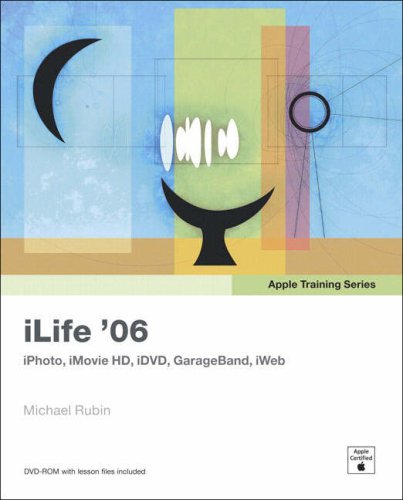 Apple Training Series
iLife ’06
iPhoto, iMovie HD, iDVD, GarageBand, iWeb
Michael Rubin
Apple
Certified
DVD-ROM with lesson files included